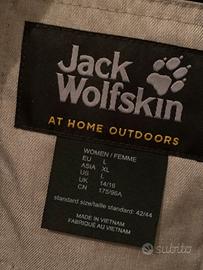 Jack
Wolfskin
AT HOME OUTDOORS
WOMEN / FEMME
EU L
ASIA XL
US L
UK 14/16
CN 175/96A
standard size/taille standard: 42/44
MADE IN VIETNAM
FABRIQUÉ AU VIETNAM
subito